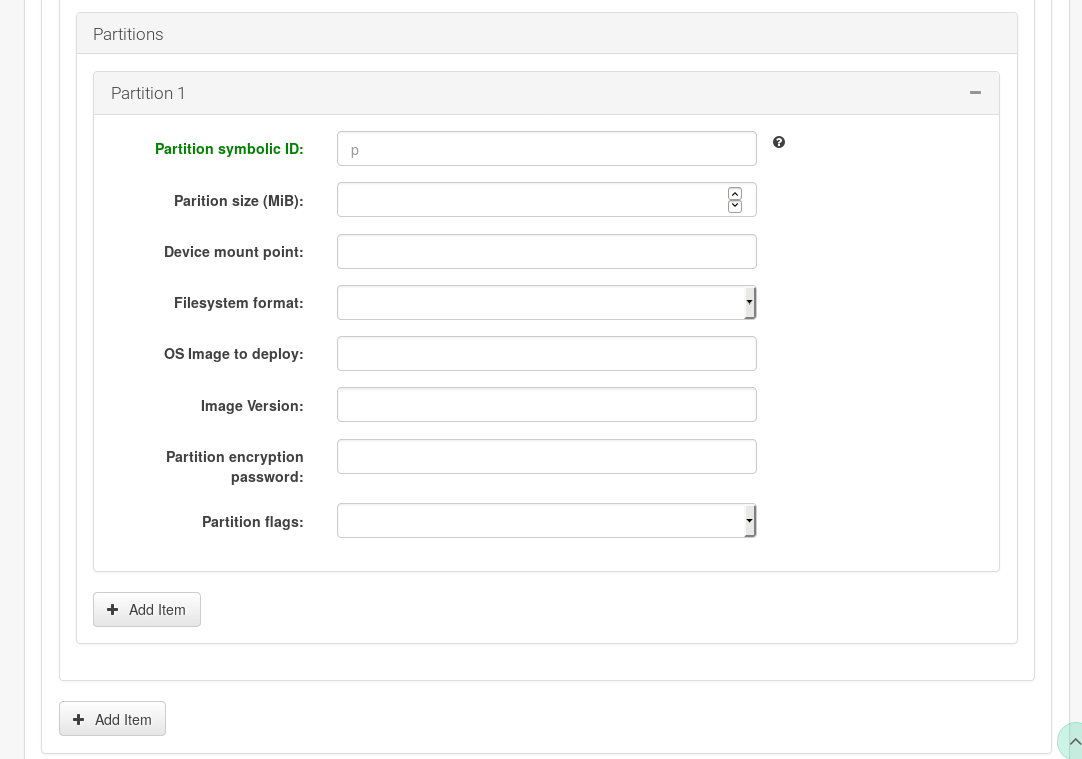 Partitions
Partition 1
Partition symbolic ID:
p
Parition size (MiB):
Device mount point:
Filesystem format:
OS Image to deploy:
Image Version:
Partition encryption
password:
Partition flags:
Add Item
Add Item